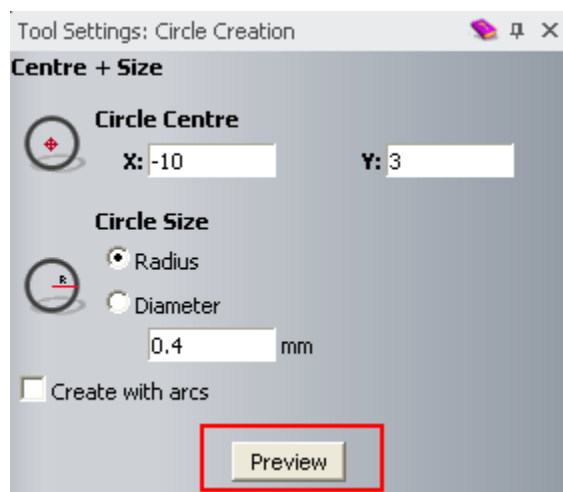 Tool Settings: Circle Creation
Centre + Size
Circle Centre
X: -10 Y: 3
Circle Size
R
Radius
Diameter
0.4 mm
Create with arcs
Preview